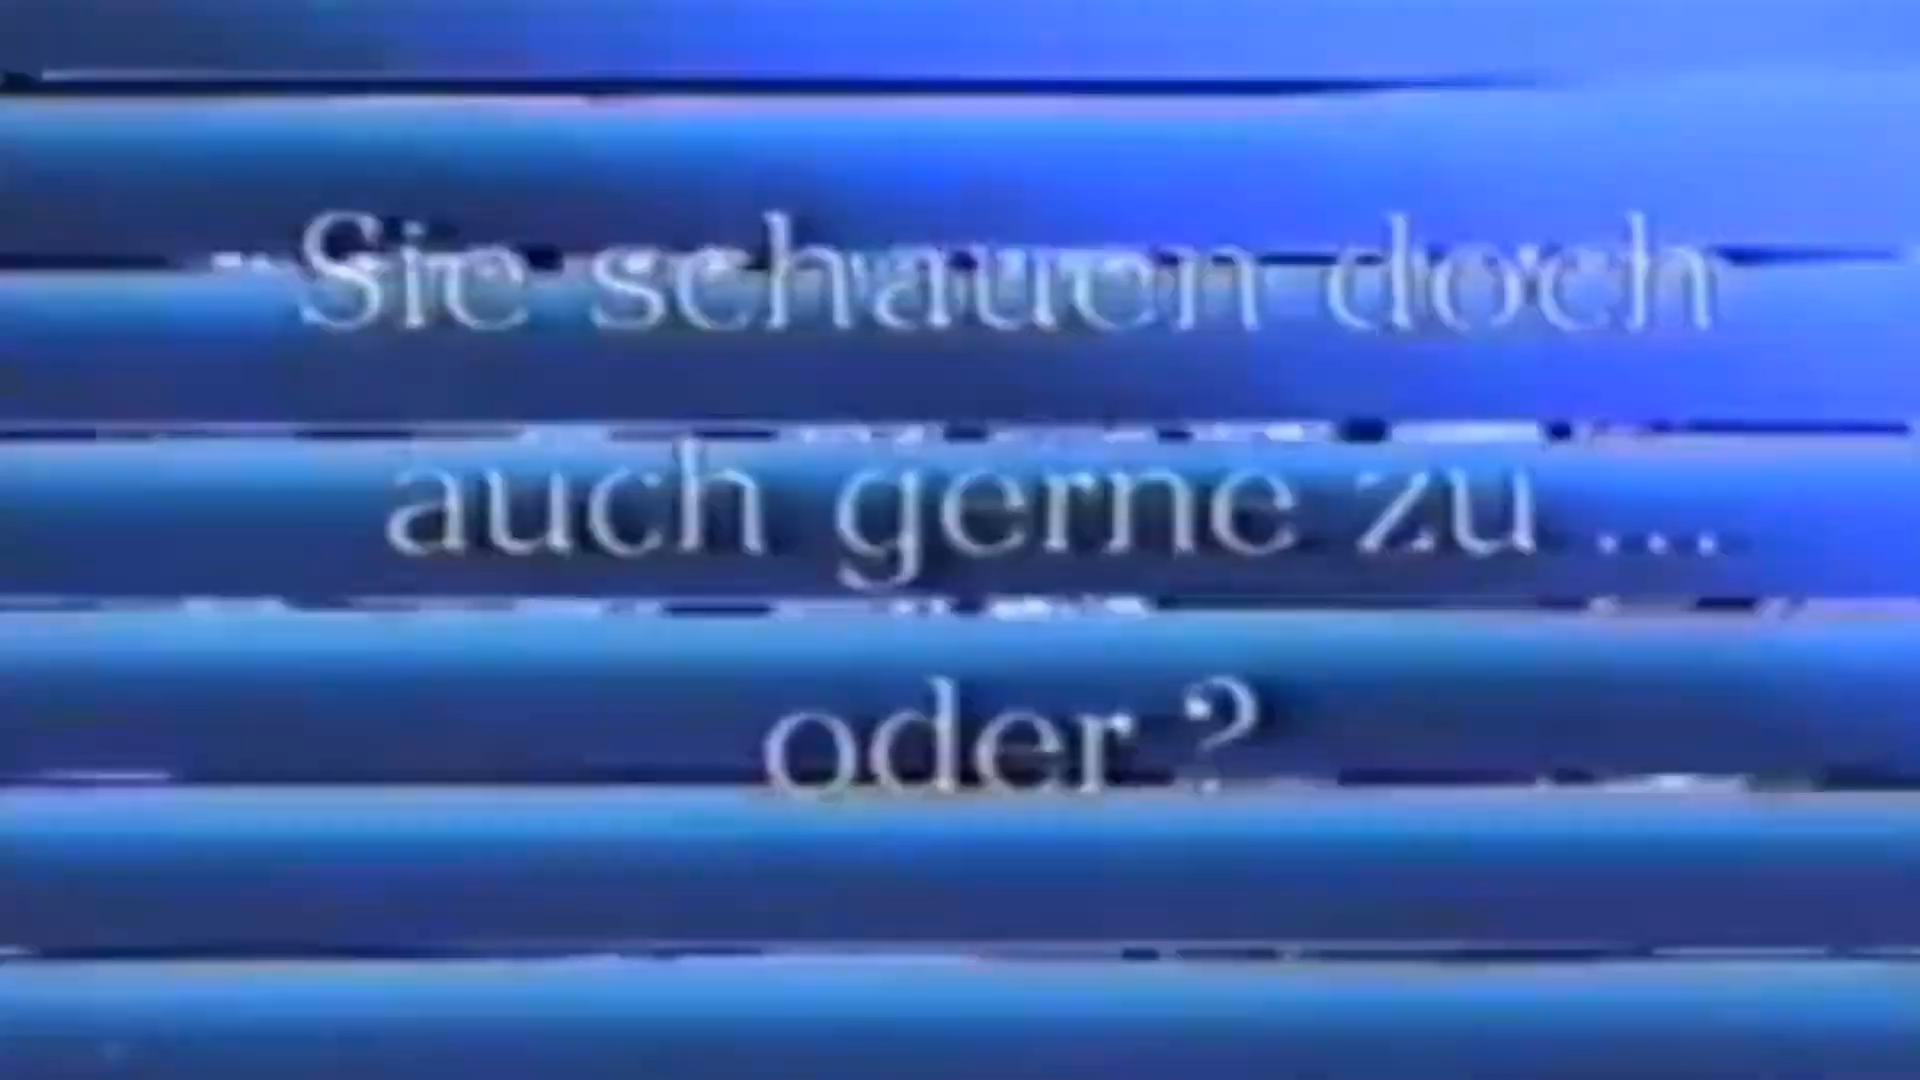 Sie schauen doch
auch gerne zu ...
oder ?